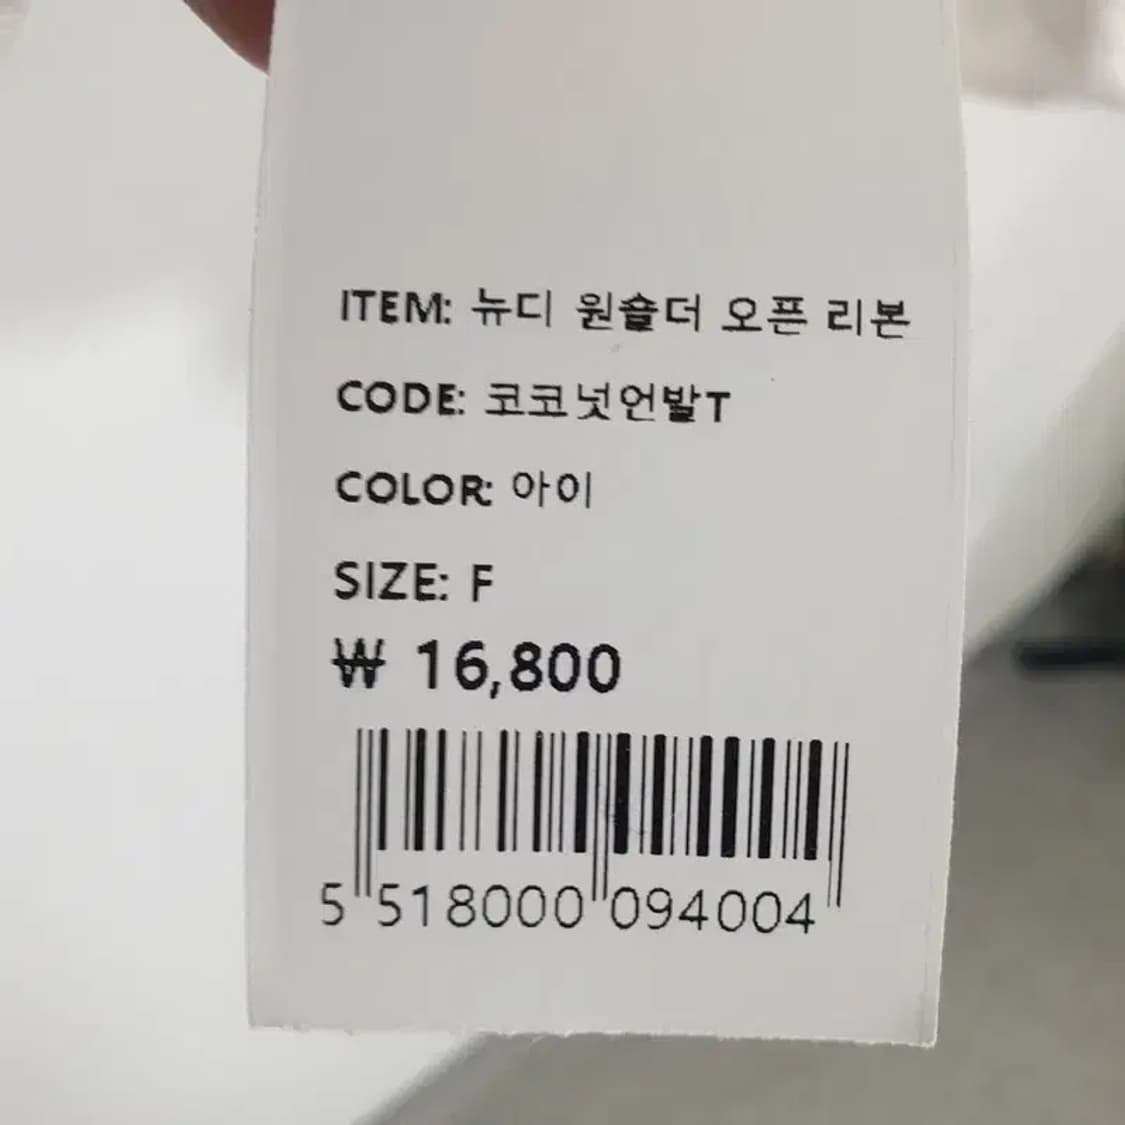 ITEM: 뉴디 원숄더 오픈 리본
CODE: 코코넛언발T
COLOR: 아이
SIZE: F
₩ 16,800
5 518000 094004